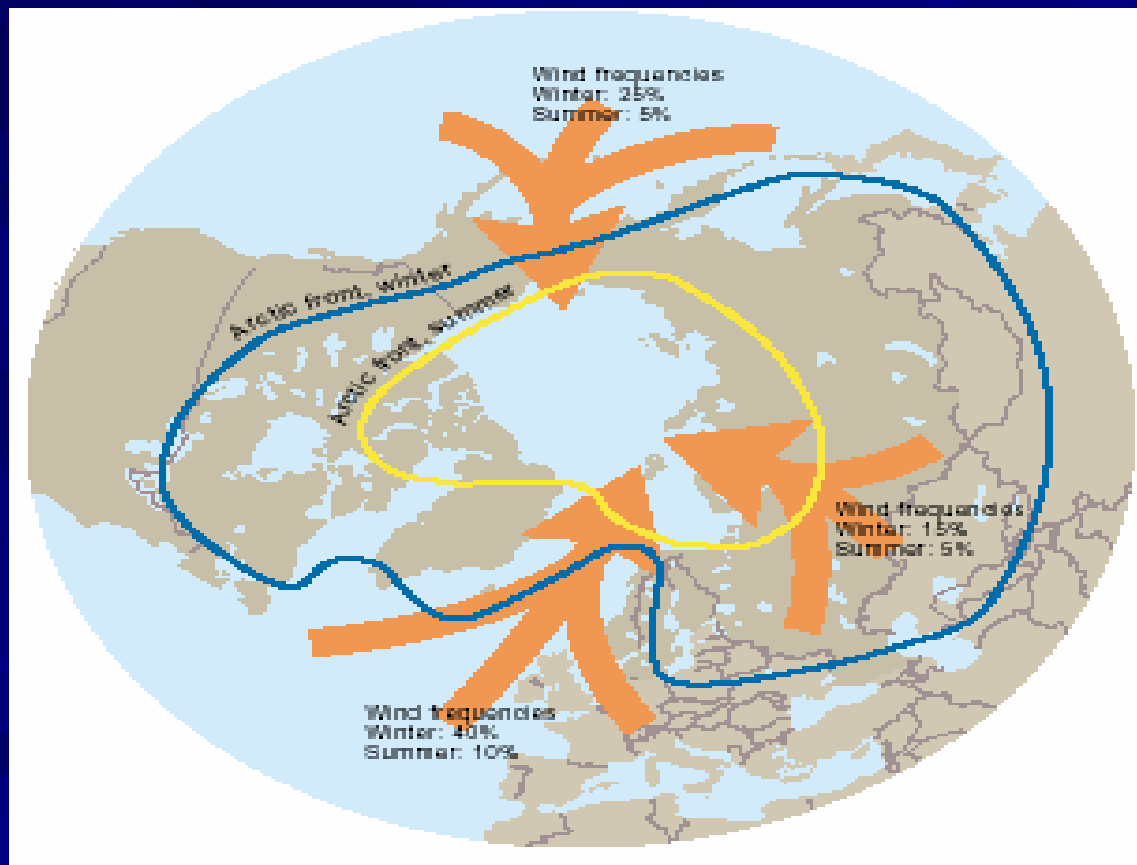 Wind frequencies
Winter: 25%
Summer: 5%
Arctic front, winter
Arctic front, Summer
Wind frequencies
Winter: 15%
Summer: 5%
Wind frequencies
Winter: 40%
Summer: 10%